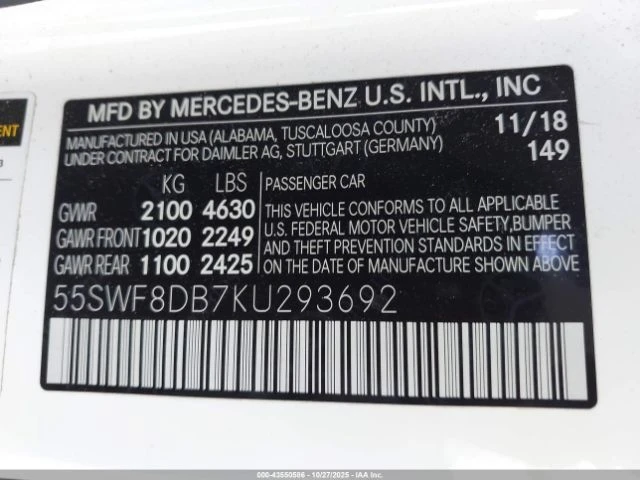 MFD BY MERCEDES-BENZ U.S. INTL., INC
MANUFACTURED IN USA (ALABAMA, TUSCALOOSA COUNTY) 11/18
UNDER CONTRACT FOR DAIMLER AG, STUTTGART (GERMANY) 149
KG LBS
GVWR 2100 4630
GAWR FRONT 1020 2249
GAWR REAR 1100 2425
PASSENGER CAR
THIS VEHICLE CONFORMS TO ALL APPLICABLE
U.S. FEDERAL MOTOR VEHICLE SAFETY,BUMPER
AND THEFT PREVENTION STANDARDS IN EFFECT
ON THE DATE OF MANUFACTURE SHOWN ABOVE.
55SWF8DB7KU293692
000-43550586 - 10/27/2025 - IAA, Inc.